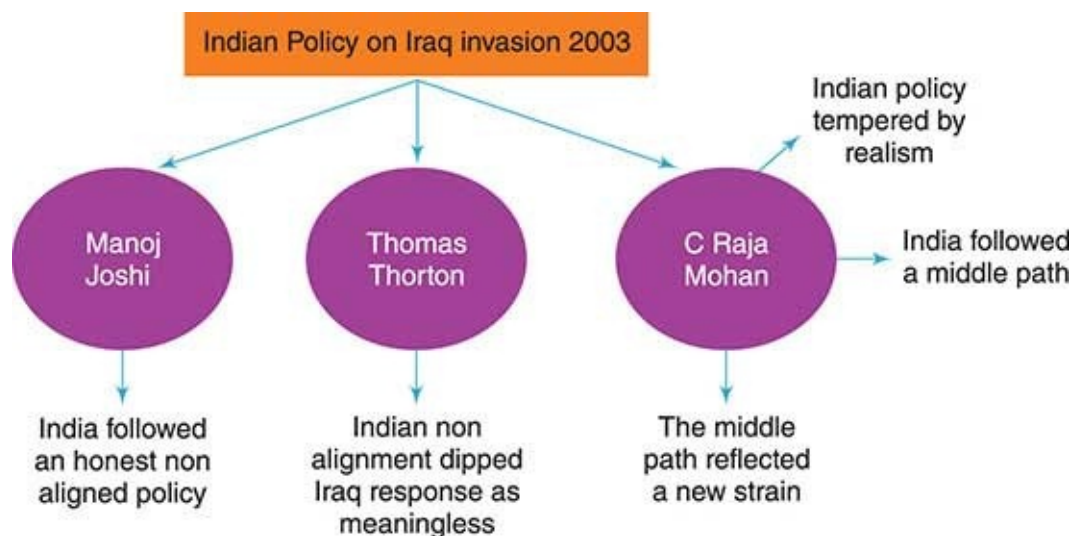 Indian Policy on Iraq invasion 2003
Indian policy
tempered by
realism
Manoj
Joshi
Thomas
Thorton
C Raja
Mohan
India followed
a middle path
India followed
an honest non
aligned policy
Indian non
alignment dipped
Iraq response as
meaningless
The middle
path reflected
a new strain